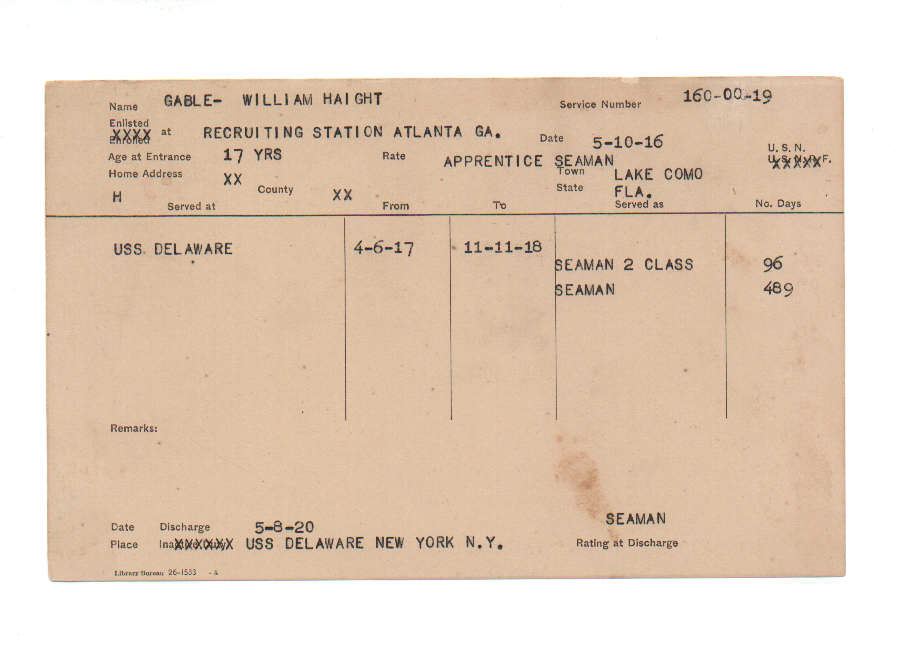 Name GABLE- WILLIAM HAIGHT Service Number 160-00-19
Enlisted
Enrolled at RECRUITING STATION ATLANTA GA. Date 5-10-16
Age at Entrance 17 YRS Rate APPRENTICE SEAMAN U. S. N.
Home Address XX Town LAKE COMO
H County XX State FLA.
Served at From To Served as No. Days
USS DELAWARE 4-6-17 11-11-18
SEAMAN 2 CLASS 96
SEAMAN 489
Remarks:
SEAMAN
Date Discharge 5-8-20
Place USS DELAWARE NEW YORK N.Y. Rating at Discharge
Library Bureau 26-1553 -A